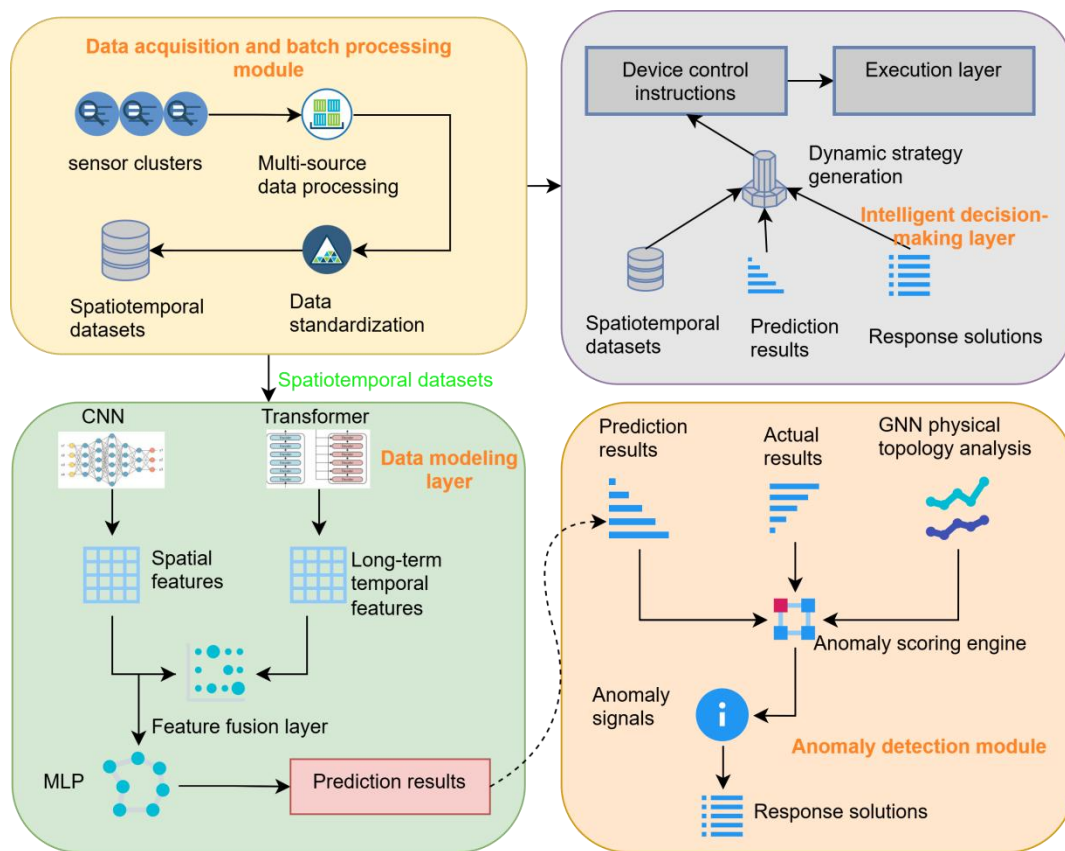 Data acquisition and batch processing
module
sensor clusters
Multi-source
data processing
Spatiotemporal
datasets
Data
standardization
Device control
instructions
Execution layer
Dynamic strategy
generation
Intelligent decision-
making layer
Spatiotemporal
datasets
Prediction
results
Response solutions
Spatiotemporal datasets
CNN
Transformer
Data modeling
layer
Spatial
features
Long-term
temporal
features
Feature fusion layer
MLP
Prediction results
Prediction
results
Actual
results
GNN physical
topology analysis
Anomaly scoring engine
Anomaly
signals
Anomaly detection module
Response solutions